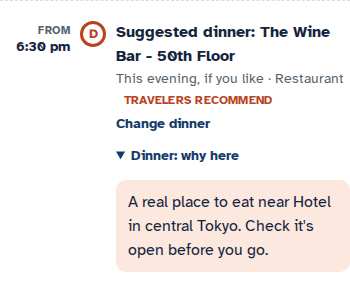 FROM
6:30 pm
D
Suggested dinner: The Wine
Bar - 50th Floor
This evening, if you like · Restaurant
TRAVELERS RECOMMEND
Change dinner
▼ Dinner: why here
A real place to eat near Hotel
in central Tokyo. Check it's
open before you go.